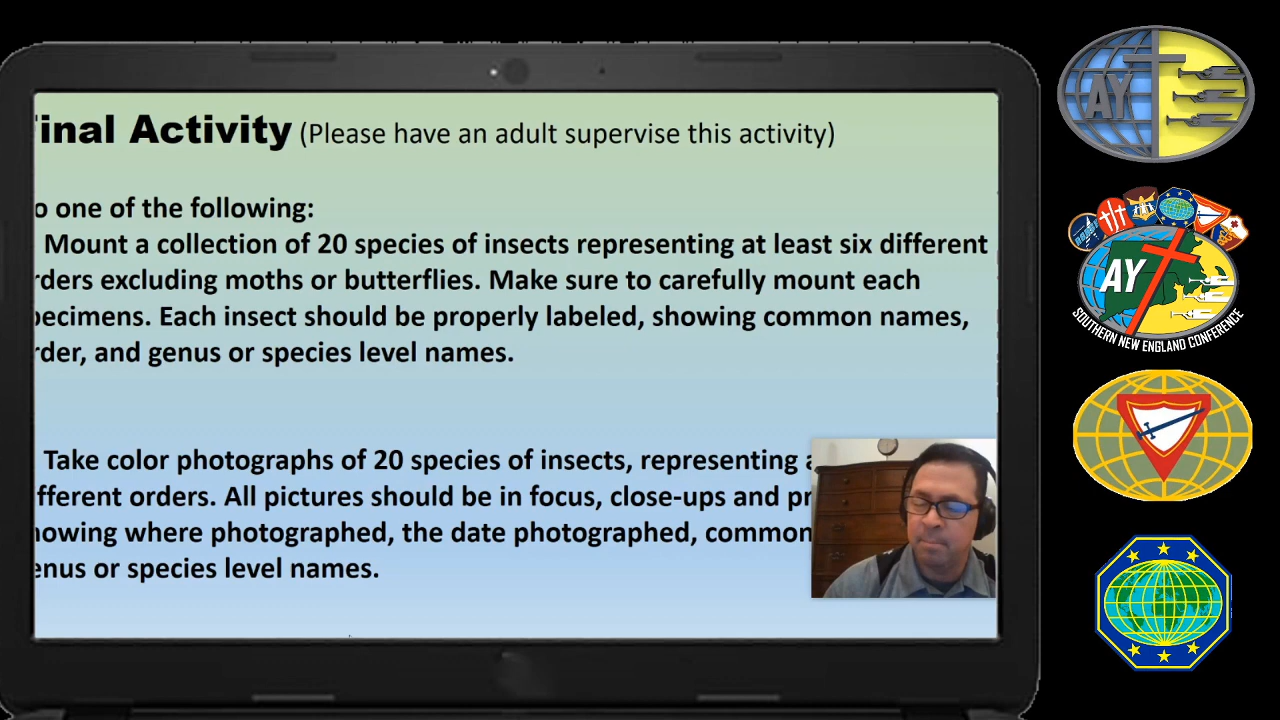 inal Activity (Please have an adult supervise this activity)
o one of the following:
Mount a collection of 20 species of insects representing at least six different
rders excluding moths or butterflies. Make sure to carefully mount each
pecimens. Each insect should be properly labeled, showing common names,
rder, and genus or species level names.
Take color photographs of 20 species of insects, representing
fferent orders. All pictures should be in focus, close-ups and pr
howing where photographed, the date photographed, common
enus or species level names.
AY
AY
SOUTHERN NEW ENGLAND CONFERENCE